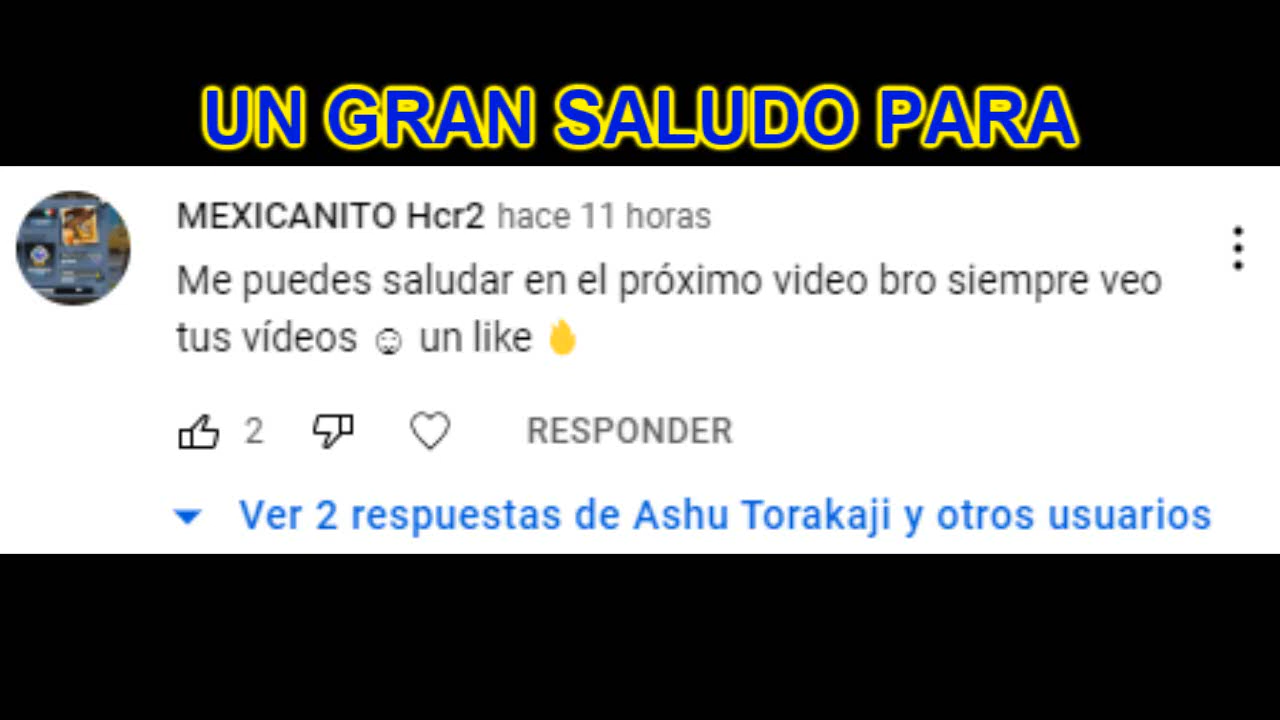 UN GRAN SALUDO PARA
MEXICANITO Hcr2 hace 11 horas
Me puedes saludar en el próximo video bro siempre veo
tus vídeos ☺ un like 🔥
2
RESPONDER
Ver 2 respuestas de Ashu Torakaji y otros usuarios